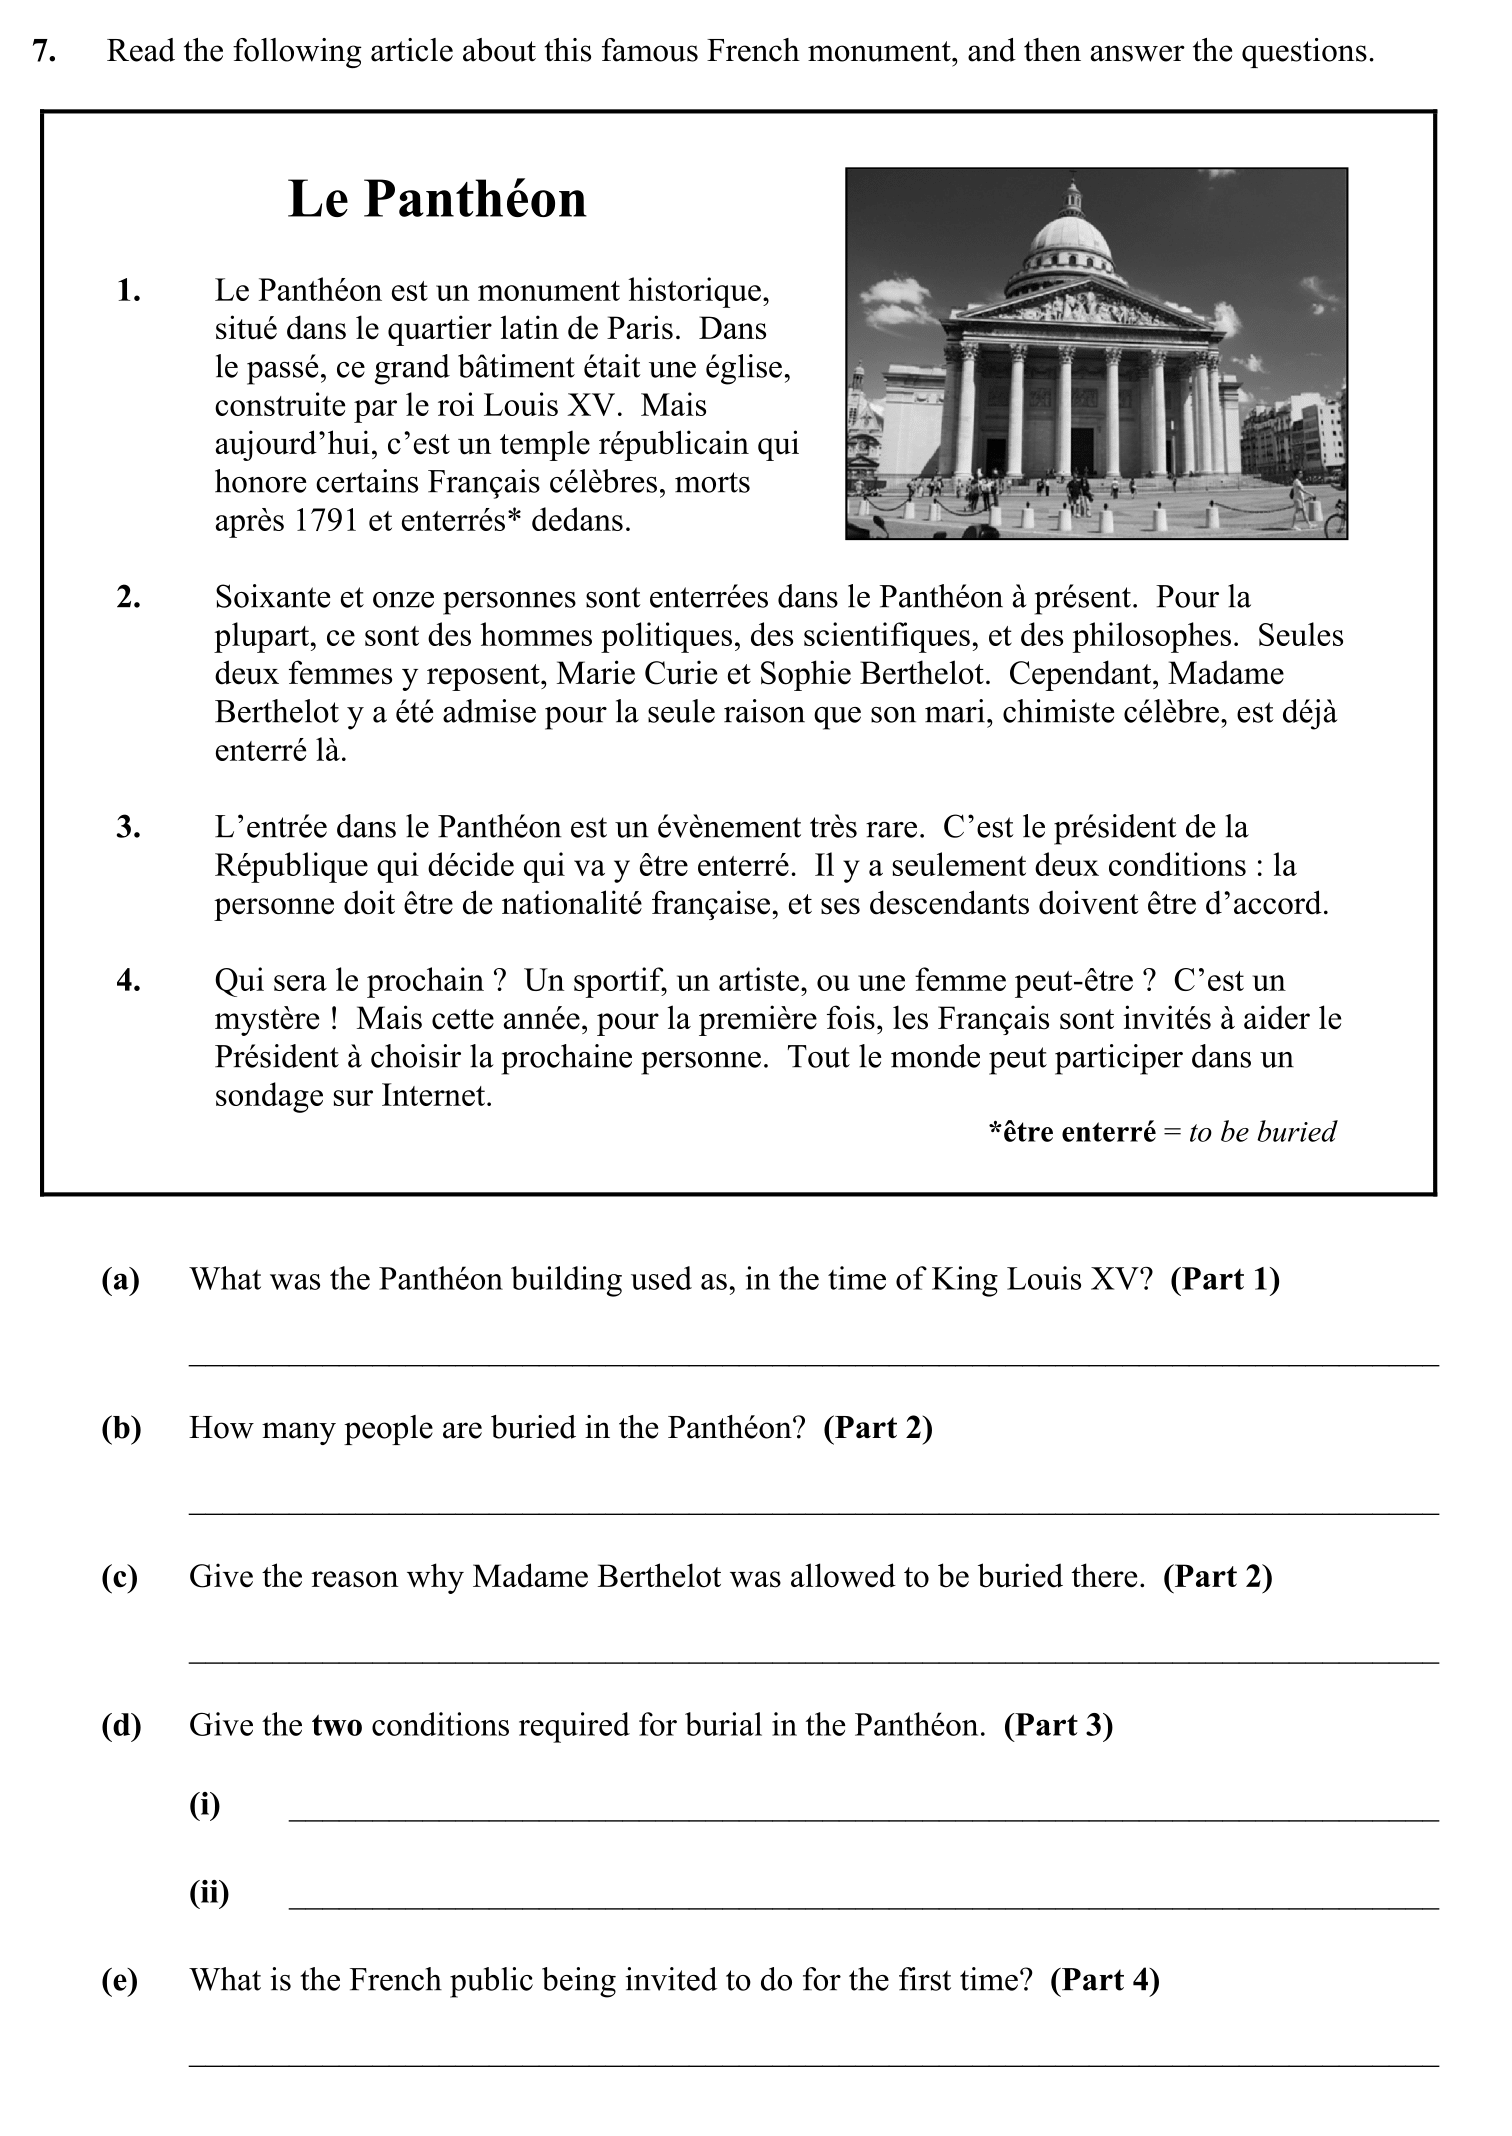 7. Read the following article about this famous French monument, and then answer the questions.
Le Panthéon
1. Le Panthéon est un monument historique,
situé dans le quartier latin de Paris. Dans
le passé, ce grand bâtiment était une église,
construite par le roi Louis XV. Mais
aujourd’hui, c’est un temple républicain qui
honore certains Français célèbres, morts
après 1791 et enterrés* dedans.
2. Soixante et onze personnes sont enterrées dans le Panthéon à présent. Pour la
plupart, ce sont des hommes politiques, des scientifiques, et des philosophes. Seules
deux femmes y reposent, Marie Curie et Sophie Berthelot. Cependant, Madame
Berthelot y a été admise pour la seule raison que son mari, chimiste célèbre, est déjà
enterré là.
3. L’entrée dans le Panthéon est un évènement très rare. C’est le président de la
République qui décide qui va y être enterré. Il y a seulement deux conditions : la
personne doit être de nationalité française, et ses descendants doivent être d’accord.
4. Qui sera le prochain ? Un sportif, un artiste, ou une femme peut-être ? C’est un
mystère ! Mais cette année, pour la première fois, les Français sont invités à aider le
Président à choisir la prochaine personne. Tout le monde peut participer dans un
sondage sur Internet.
*être enterré = to be buried
(a) What was the Panthéon building used as, in the time of King Louis XV? (Part 1)
(b) How many people are buried in the Panthéon? (Part 2)
(c) Give the reason why Madame Berthelot was allowed to be buried there. (Part 2)
(d) Give the two conditions required for burial in the Panthéon. (Part 3)
(i)
(ii)
(e) What is the French public being invited to do for the first time? (Part 4)